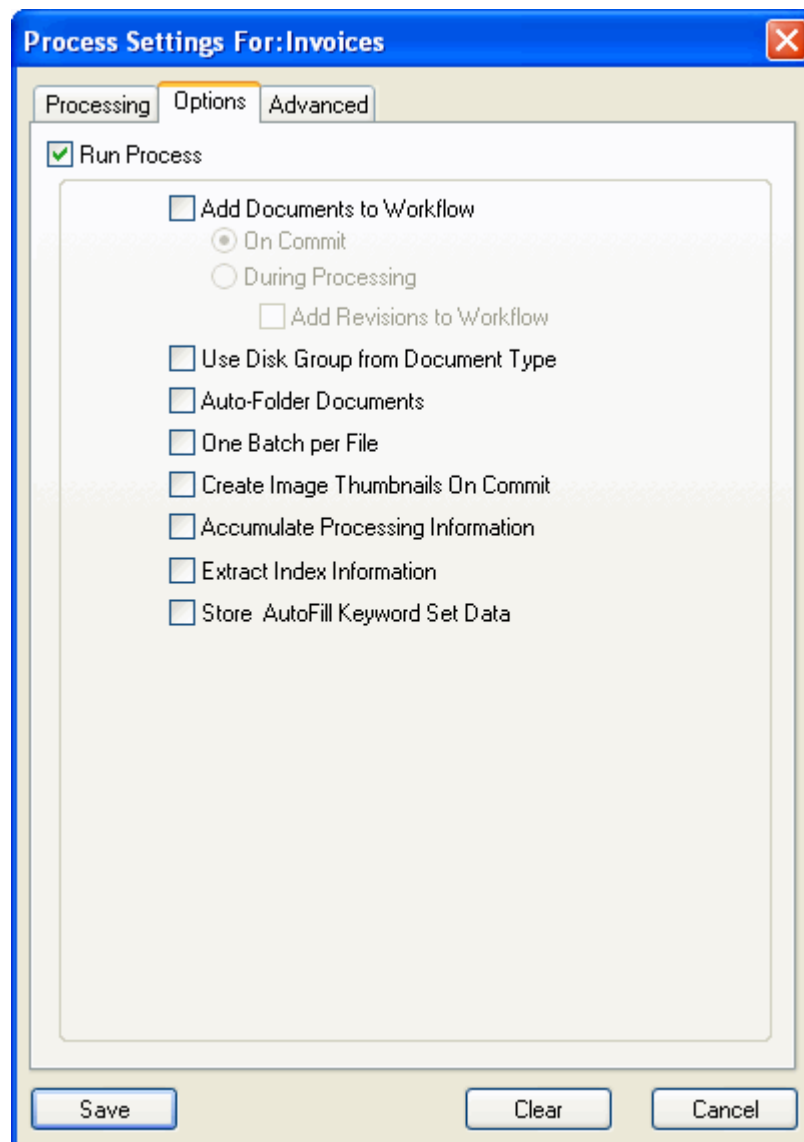 Process Settings For:Invoices
Processing Options Advanced
Run Process
Add Documents to Workflow
On Commit
During Processing
Add Revisions to Workflow
Use Disk Group from Document Type
Auto-Folder Documents
One Batch per File
Create Image Thumbnails On Commit
Accumulate Processing Information
Extract Index Information
Store AutoFill Keyword Set Data
Save Clear Cancel